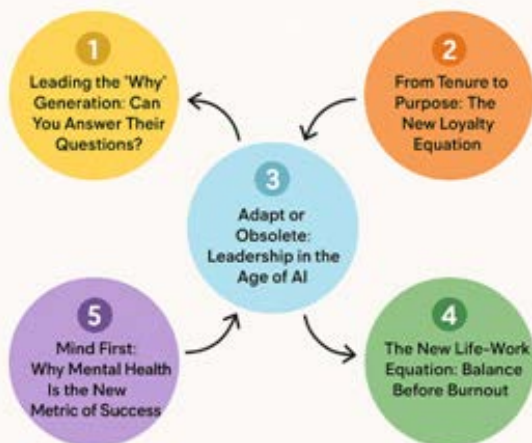 1
Leading the "Why"
Generation: Can
You Answer Their
Questions?
2
From Tenure to
Purpose: The
New Loyalty
Equation
3
Adapt or
Obsolete:
Leadership in the
Age of AI
5
Mind First:
Why Mental Health
Is the New
Metric of Success
4
The New Life-Work
Equation: Balance
Before Burnout